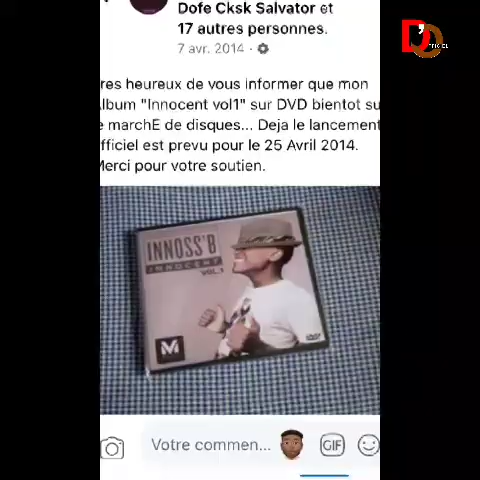 Dofe Cksk Salvator et
17 autres personnes.
7 avr. 2014
D'OFFICIEL
res heureux de vous informer que mon
lbum "Innocent vol1" sur DVD bientot su
e marchE de disques... Deja le lancement
fficiel est prevu pour le 25 Avril 2014.
Merci pour votre soutien.
INNOSS'B
INNOCENT
VOL.1
M
DVD
Votre commen...
GIF